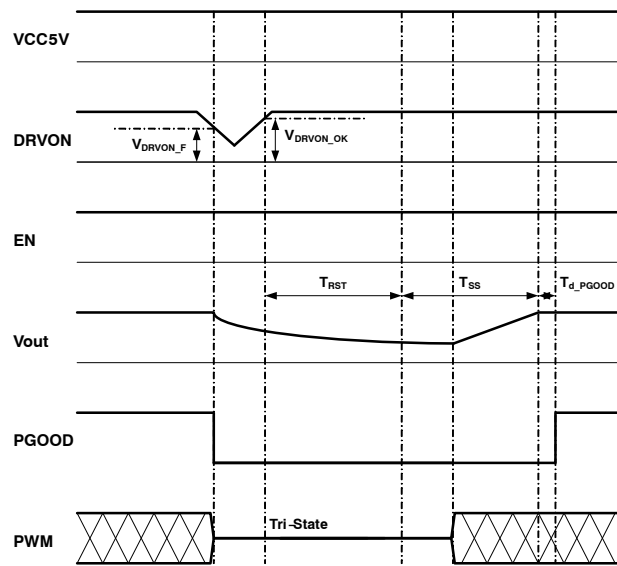 VCC5V
DRVON
VDRVON_F
VDRVON_OK
EN
TRST
TSS
Td_PGOOD
Vout
PGOOD
Tri-State
PWM